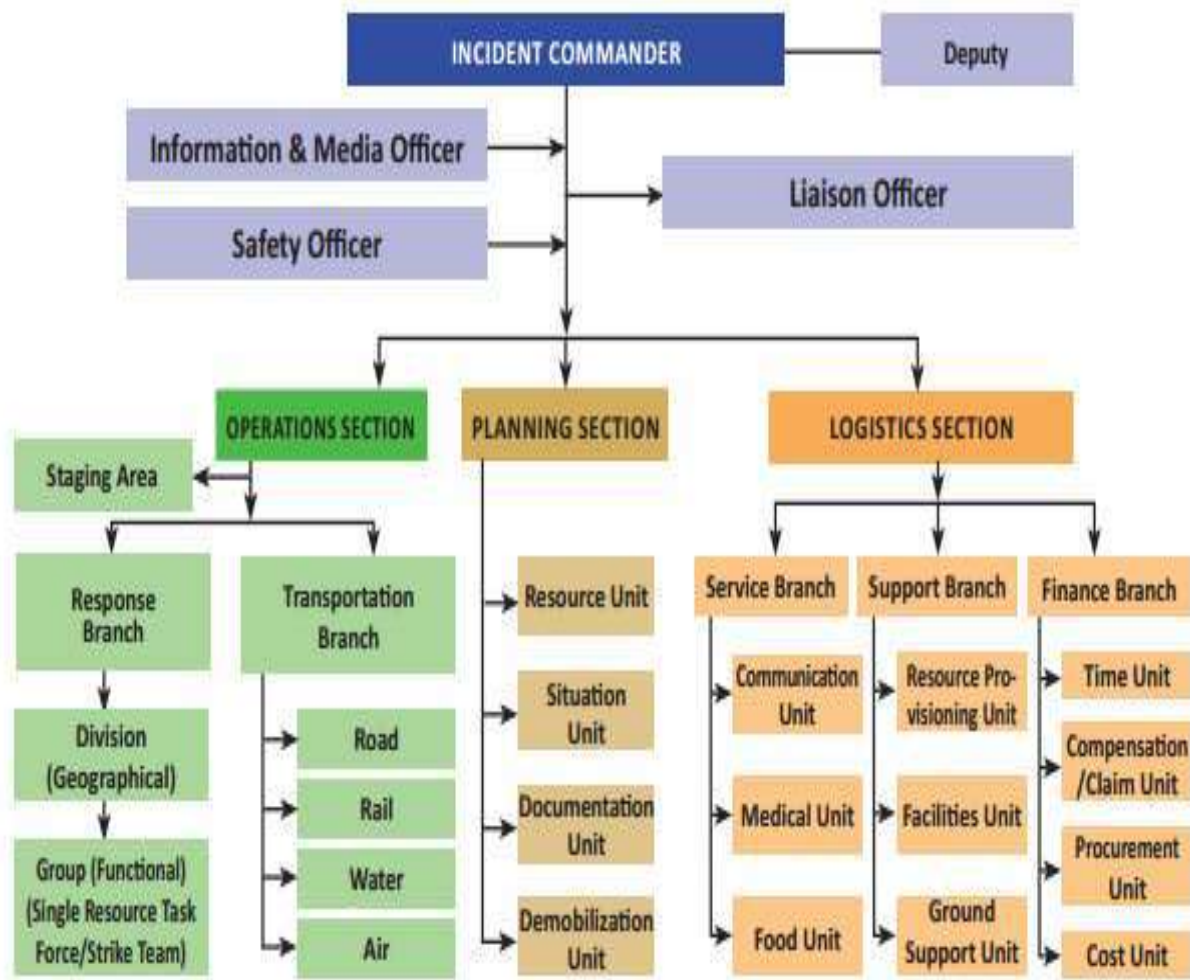 INCIDENT COMMANDER
Deputy
Information & Media Officer
Liaison Officer
Safety Officer
OPERATIONS SECTION
PLANNING SECTION
LOGISTICS SECTION
Staging Area
Response
Branch
Transportation
Branch
Division
(Geographical)
Group (Functional)
(Single Resource Task
Force/Strike Team)
Road
Rail
Water
Air
Resource Unit
Situation
Unit
Documentation
Unit
Demobilization
Unit
Service Branch
Support Branch
Finance Branch
Communication
Unit
Medical Unit
Food Unit
Resource Pro-
visioning Unit
Facilities Unit
Ground
Support Unit
Time Unit
Compensation
/Claim Unit
Procurement
Unit
Cost Unit